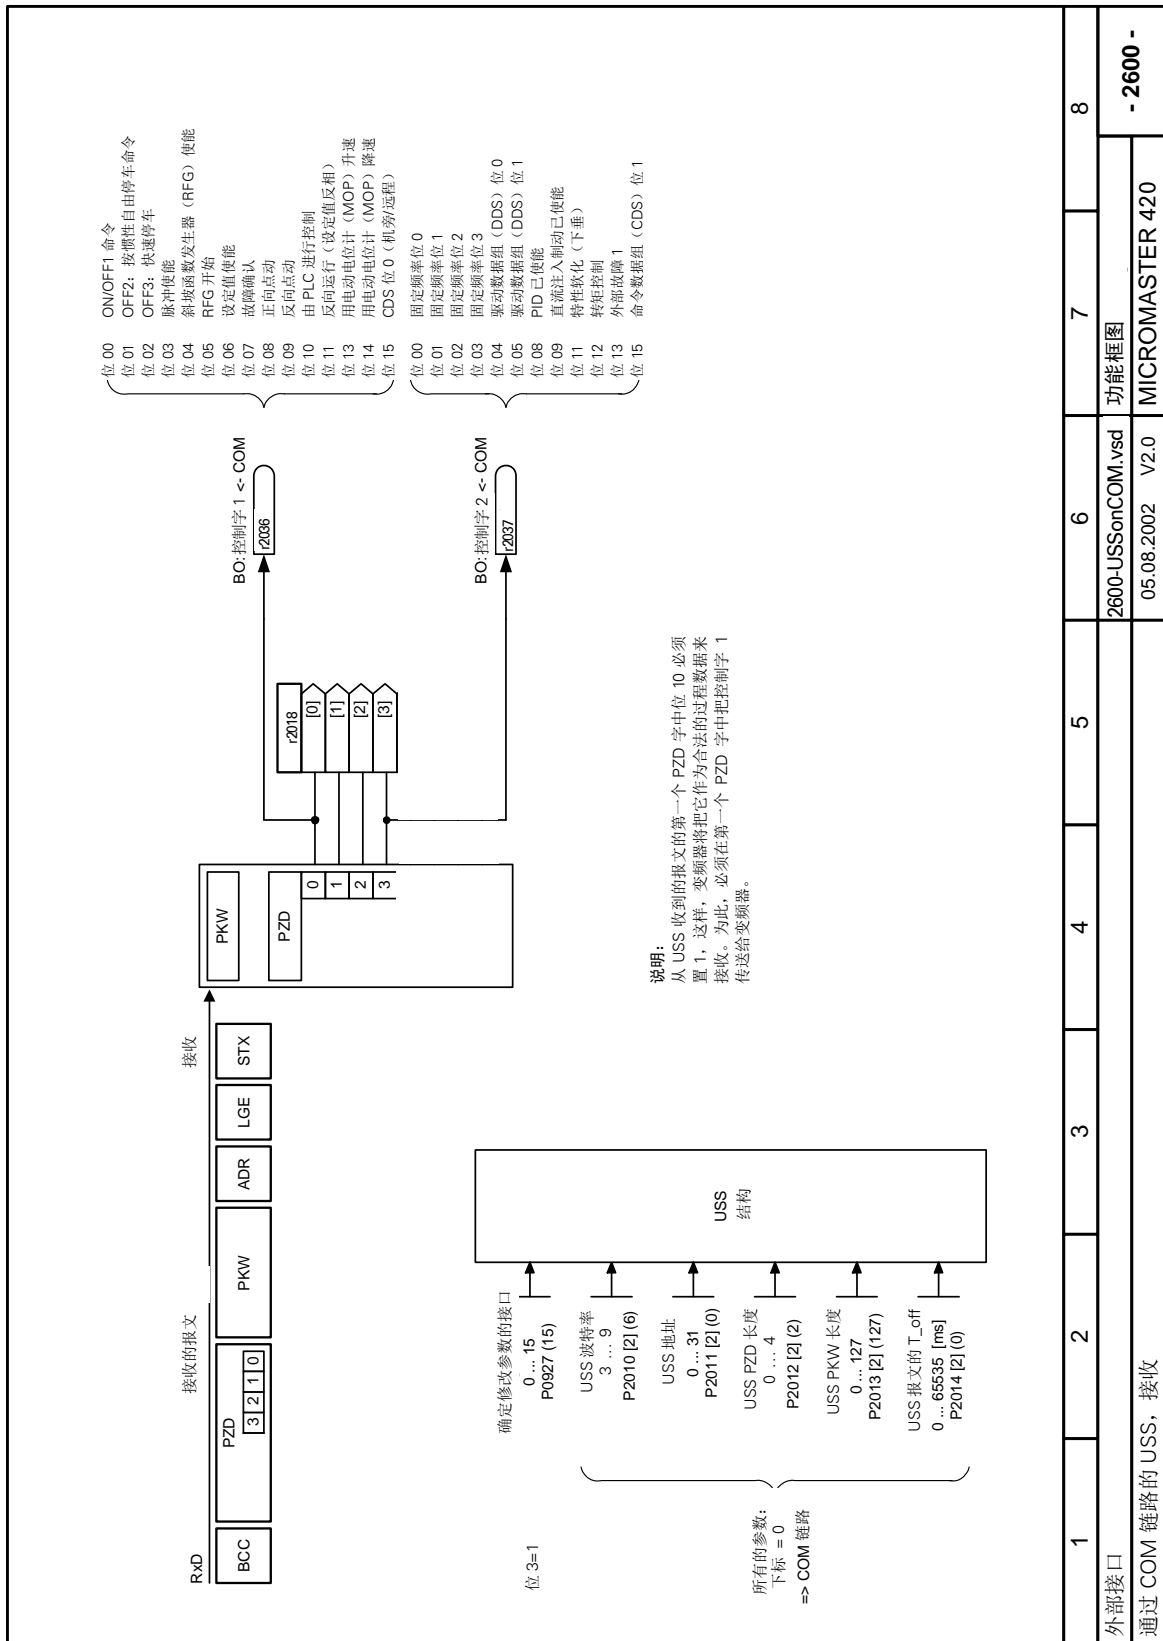 RxD
接收的报文
接收
BCC
PZD
3 2 1 0
PKW
ADR
LGE
STX
PKW
PZD
0
1
2
3
r2018
[0]
[1]
[2]
[3]
BO:控制字 1 <- COM
r2036
位 00 ON/OFF1 命令
位 01 OFF2：按惯性自由停车命令
位 02 OFF3：快速停车
位 03 脉冲使能
位 04 斜坡函数发生器（RFG）使能
位 05 RFG 开始
位 06 设定值使能
位 07 故障确认
位 08 正向点动
位 09 反向点动
位 10 由 PLC 进行控制
位 11 反向运行（设定值反相）
位 13 用电动电位计（MOP）升速
位 14 用电动电位计（MOP）降速
位 15 CDS 位 0（机旁/远程）
BO:控制字 2 <- COM
r2037
位 00 固定频率位 0
位 01 固定频率位 1
位 02 固定频率位 2
位 03 固定频率位 3
位 04 驱动数据组（DDS）位 0
位 05 驱动数据组（DDS）位 1
位 08 PID 已使能
位 09 直流注入制动已使能
位 11 特性软化（下垂）
位 12 转矩控制
位 13 外部故障 1
位 15 命令数据组（CDS）位 1
位 3=1
确定修改参数的接口
0 ... 15
P0927 (15)
USS 波特率
3 ... 9
P2010 [2] (6)
USS 地址
0 ... 31
P2011 [2] (0)
USS PZD 长度
0 ... 4
P2012 [2] (2)
USS PKW 长度
0 ... 127
P2013 [2] (127)
USS 报文的 T_off
0 ... 65535 [ms]
P2014 [2] (0)
USS
结构
所有的参数：
下标 = 0
=> COM 链路
说明：
从 USS 收到的报文的第一个 PZD 字中位 10 必须
置 1，这样，变频器将把它作为合法的过程数据来
接收。为此，必须在第一个 PZD 字中把控制字 1
传送给变频器。
1 2 3 4 5 6 7 8
外部接口
2600-USSonCOM.vsd
功能框图
- 2600 -
通过 COM 链路的 USS，接收
05.08.2002 V2.0
MICROMASTER 420